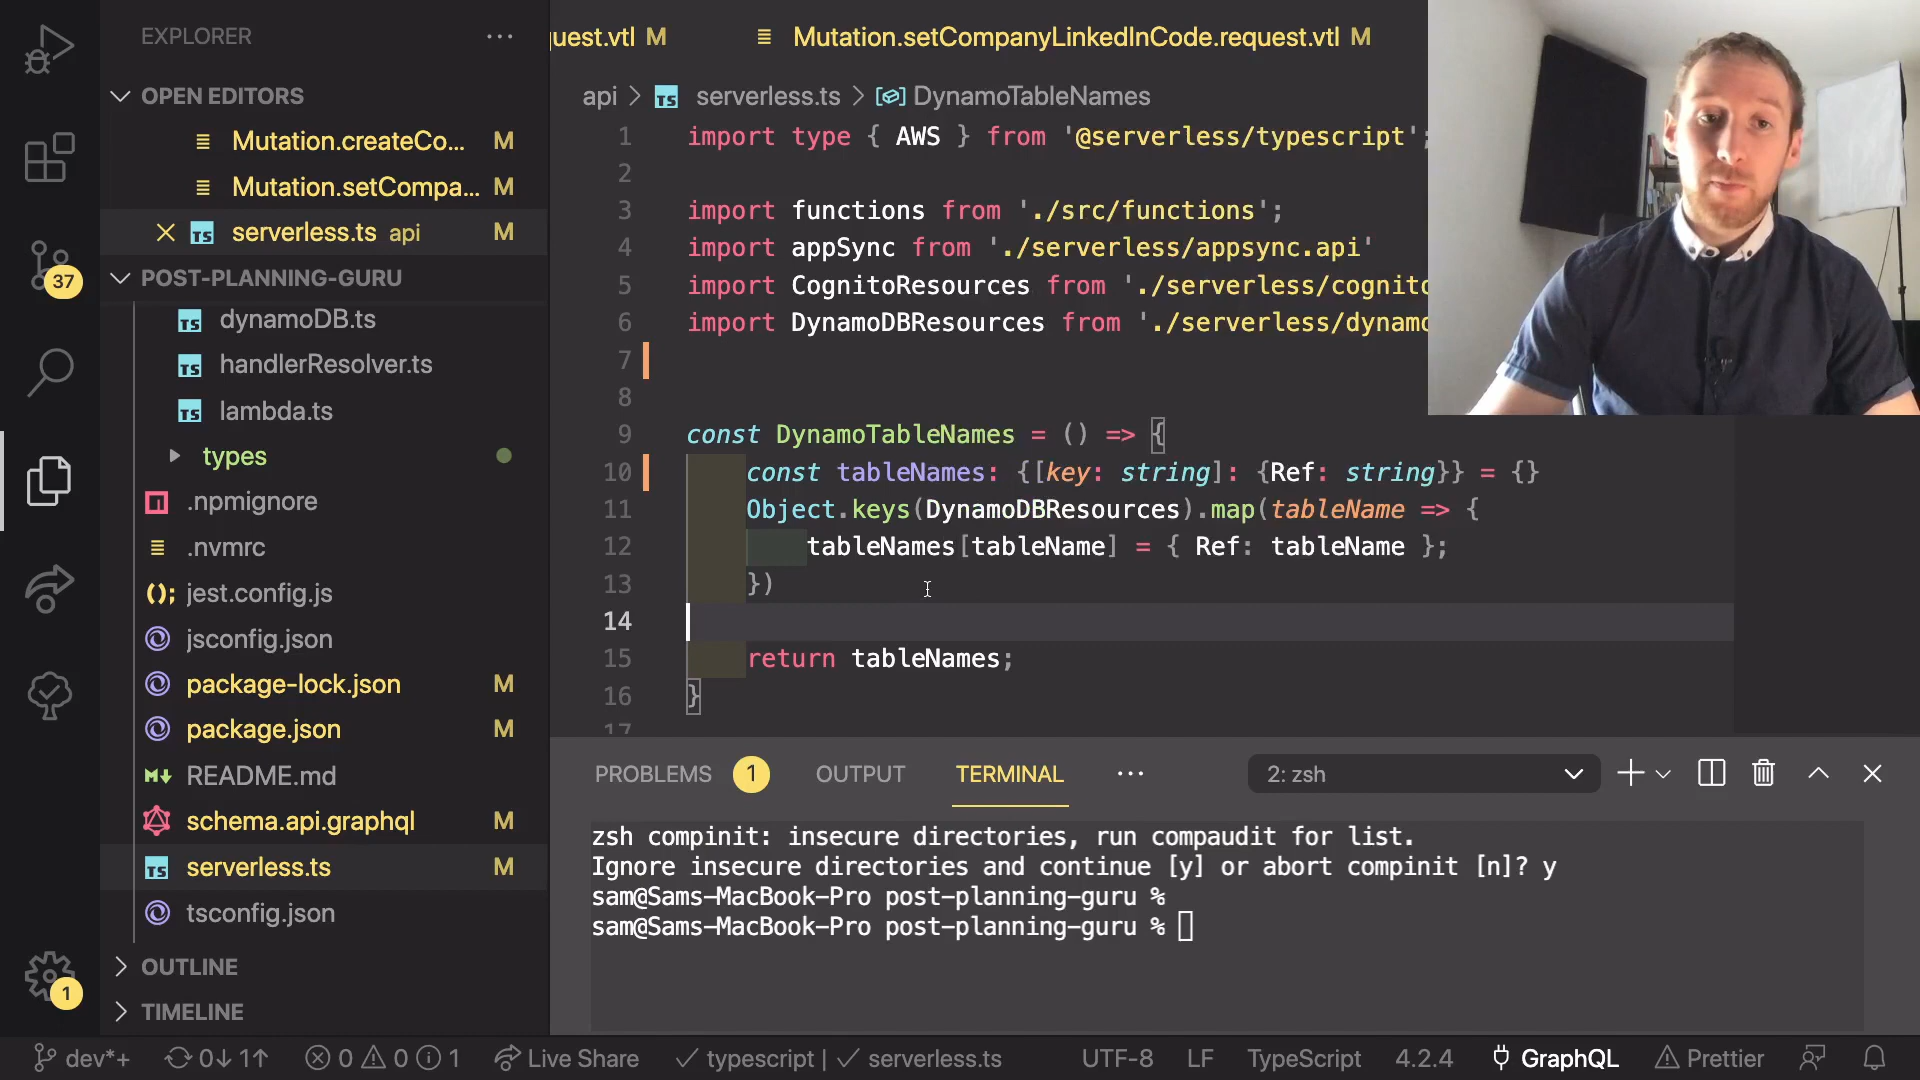 EXPLORER
OPEN EDITORS
Mutation.createCo... M
Mutation.setCompa... M
serverless.ts api M
POST-PLANNING-GURU
dynamoDB.ts
handlerResolver.ts
lambda.ts
types
.npmignore
.nvmrc
jest.config.js
jsconfig.json
package-lock.json M
package.json M
README.md
schema.api.graphql M
serverless.ts M
tsconfig.json
OUTLINE
TIMELINE
37
1
uest.vtl M
Mutation.setCompanyLinkedInCode.request.vtl M
api > TS serverless.ts > DynamoTableNames
1 import type { AWS } from '@serverless/typescript';
2
3 import functions from './src/functions';
4 import appSync from './serverless/appsync.api'
5 import CognitoResources from './serverless/cognito
6 import DynamoDBResources from './serverless/dynamo
7
8
9 const DynamoTableNames = () => {
10 const tableNames: {[key: string]: {Ref: string}} = {}
11 Object.keys(DynamoDBResources).map(tableName => {
12 tableNames[tableName] = { Ref: tableName };
13 })
14
15 return tableNames;
16 }
17
PROBLEMS 1 OUTPUT TERMINAL ... 2: zsh
zsh compinit: insecure directories, run compaudit for list.
Ignore insecure directories and continue [y] or abort compinit [n]? y
sam@Sams-MacBook-Pro post-planning-guru %
sam@Sams-MacBook-Pro post-planning-guru %
dev*+ 0↓ 1↑ 0 0 1 Live Share typescript | serverless.ts UTF-8 LF TypeScript 4.2.4 GraphQL Prettier